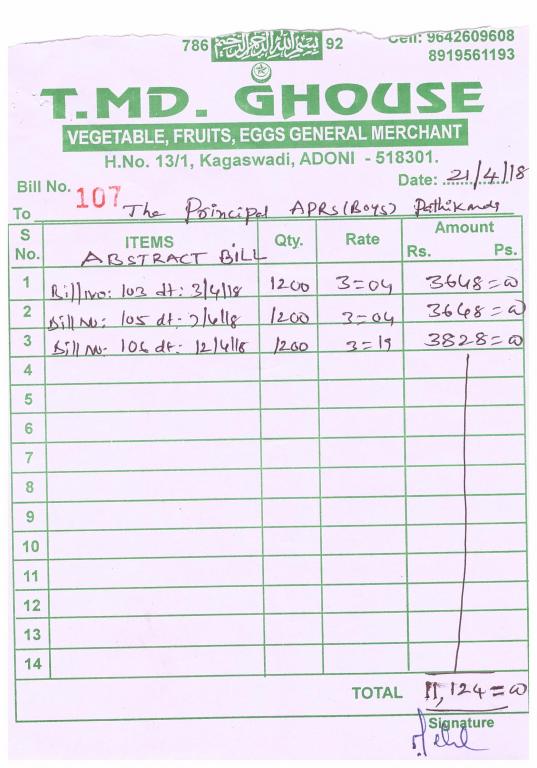 786 بسم الله الرحمن الرحيم 92
Cell: 9642609608
8919561193
T.MD. GHOUSE
VEGETABLE, FRUITS, EGGS GENERAL MERCHANT
H.No. 13/1, Kagaswadi, ADONI - 518301.
Bill No. 107 Date: 21/4/18
To The Principal APRS (Boys)
S No. ITEMS Qty. Rate Amount Rs. Ps.
ABSTRACT BILL
1 Bill No: 103 dt: 3/4/18 1200 3=04 3648=00
2 Bill No: 105 dt: 7/4/18 1200 3=04 3648=00
3 Bill No: 106 dt: 12/4/18 1200 3=19 3828=00
4
5
6
7
8
9
10
11
12
13
14
TOTAL 11,124=00
Signature